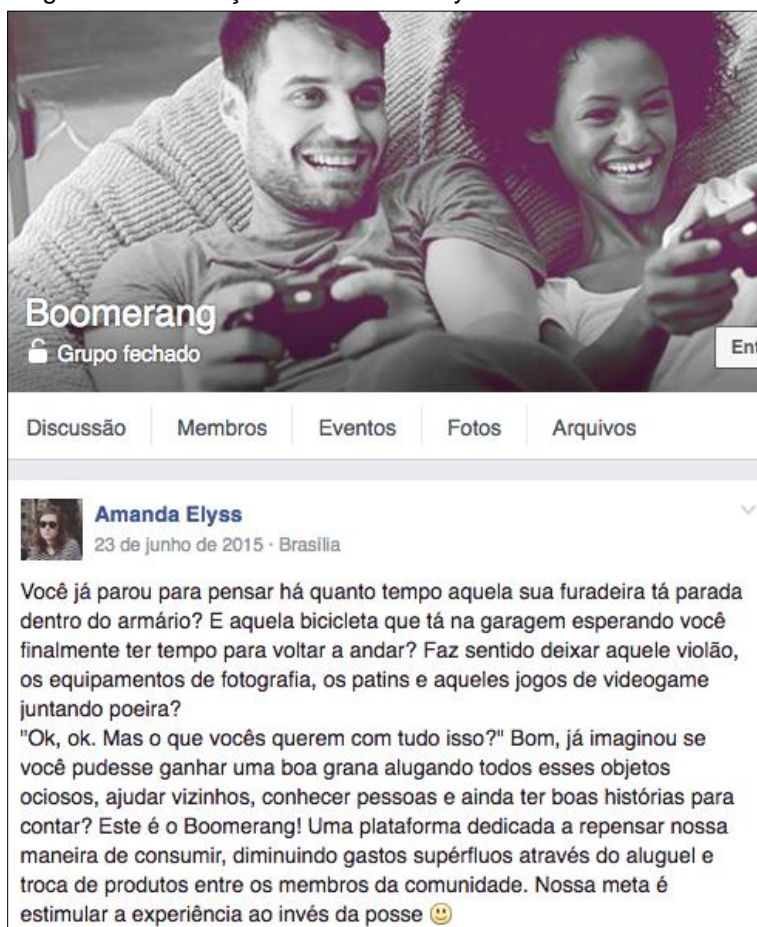 Boomerang
Grupo fechado
Discussão Membros Eventos Fotos Arquivos
Amanda Elyss
23 de junho de 2015 · Brasília
Você já parou para pensar há quanto tempo aquela sua furadeira tá parada
dentro do armário? E aquela bicicleta que tá na garagem esperando você
finalmente ter tempo para voltar a andar? Faz sentido deixar aquele violão,
os equipamentos de fotografia, os patins e aqueles jogos de videogame
juntando poeira?
"Ok, ok. Mas o que vocês querem com tudo isso?" Bom, já imaginou se
você pudesse ganhar uma boa grana alugando todos esses objetos
ociosos, ajudar vizinhos, conhecer pessoas e ainda ter boas histórias para
contar? Este é o Boomerang! Uma plataforma dedicada a repensar nossa
maneira de consumir, diminuindo gastos supérfluos através do aluguel e
troca de produtos entre os membros da comunidade. Nossa meta é
estimular a experiência ao invés da posse 🙂